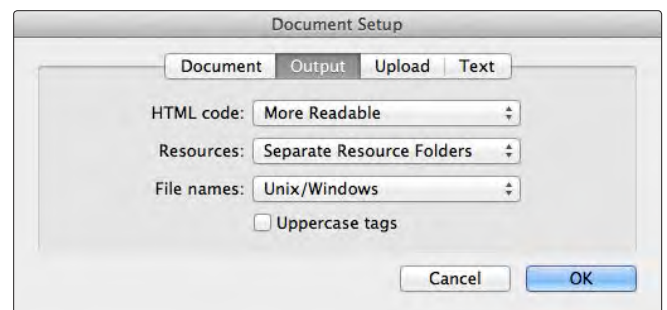 Document Setup
Document Output Upload Text
HTML code: More Readable
Resources: Separate Resource Folders
File names: Unix/Windows
Uppercase tags
Cancel OK